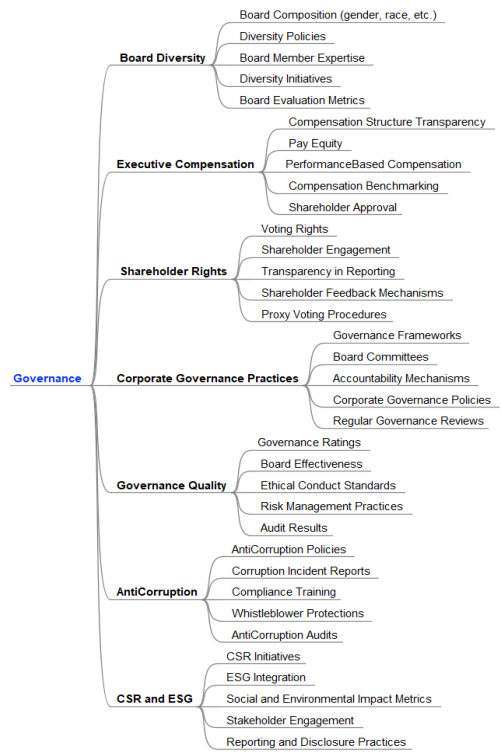 Governance
Board Diversity
Board Composition (gender, race, etc.)
Diversity Policies
Board Member Expertise
Diversity Initiatives
Board Evaluation Metrics
Executive Compensation
Compensation Structure Transparency
Pay Equity
PerformanceBased Compensation
Compensation Benchmarking
Shareholder Approval
Shareholder Rights
Voting Rights
Shareholder Engagement
Transparency in Reporting
Shareholder Feedback Mechanisms
Proxy Voting Procedures
Corporate Governance Practices
Governance Frameworks
Board Committees
Accountability Mechanisms
Corporate Governance Policies
Regular Governance Reviews
Governance Quality
Governance Ratings
Board Effectiveness
Ethical Conduct Standards
Risk Management Practices
Audit Results
AntiCorruption
AntiCorruption Policies
Corruption Incident Reports
Compliance Training
Whistleblower Protections
AntiCorruption Audits
CSR and ESG
CSR Initiatives
ESG Integration
Social and Environmental Impact Metrics
Stakeholder Engagement
Reporting and Disclosure Practices